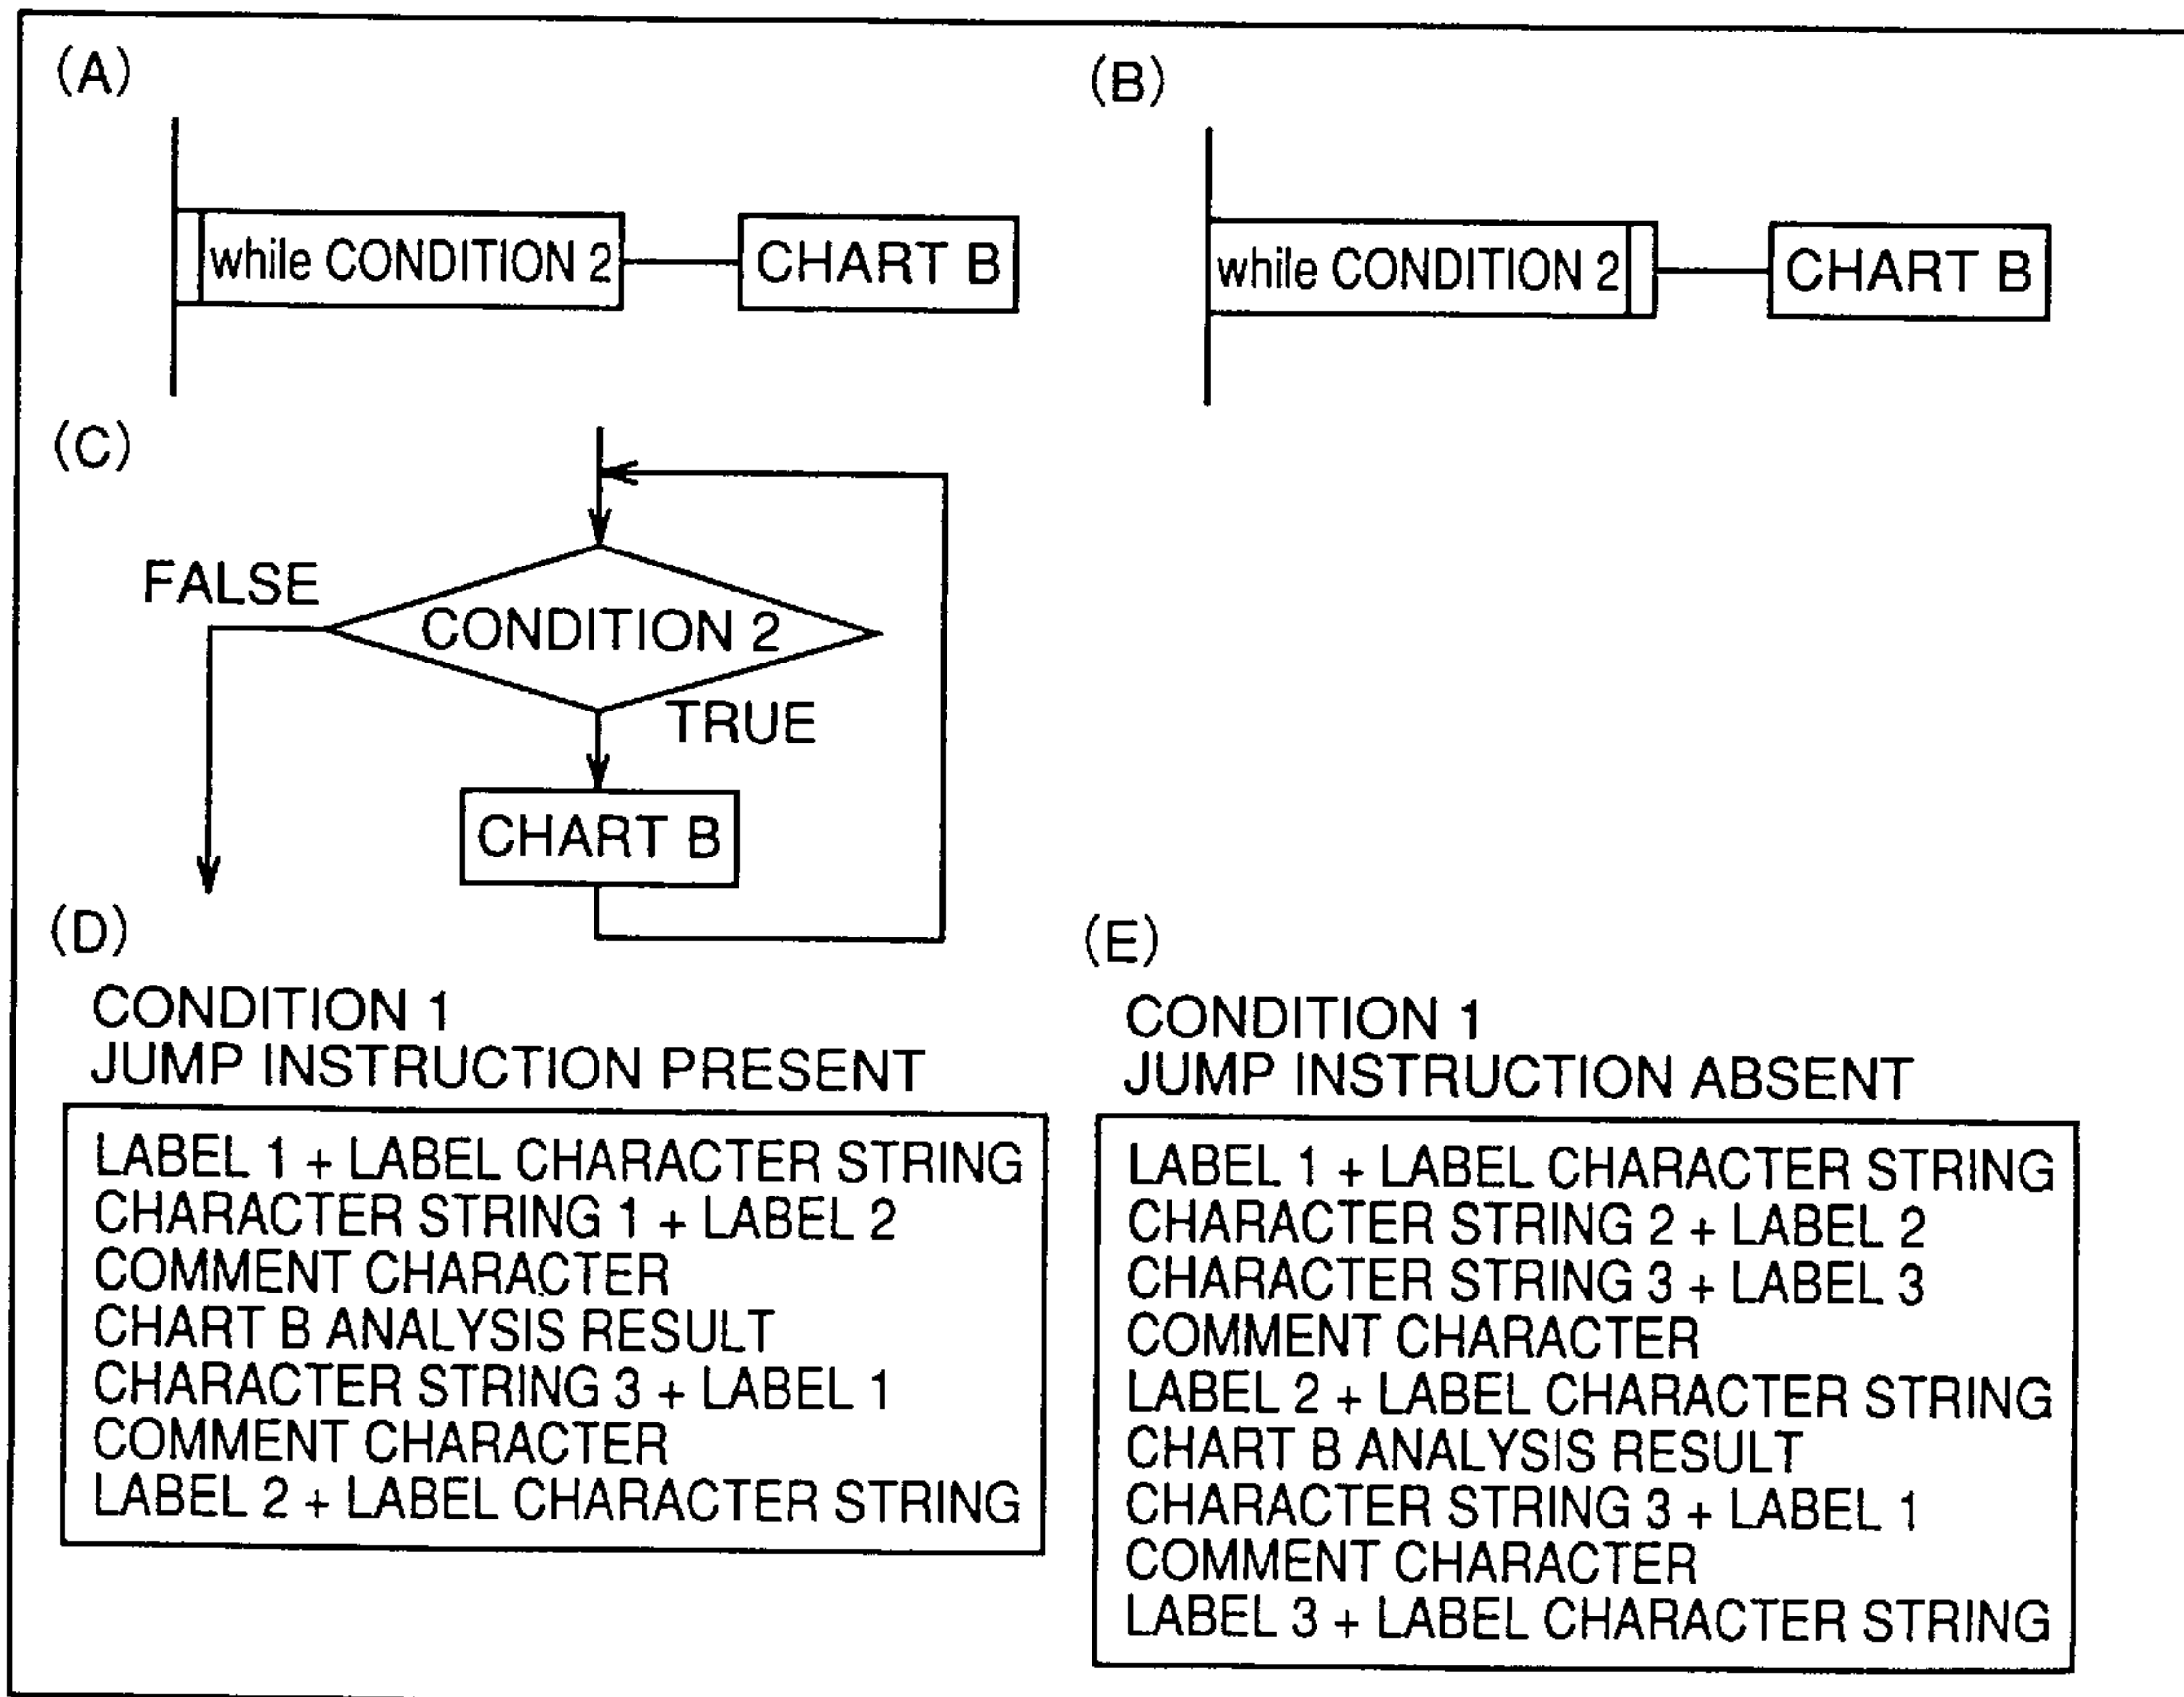 (A)
while CONDITION 2
CHART B
(B)
while CONDITION 2
CHART B
(C)
FALSE
CONDITION 2
TRUE
CHART B
(D)
CONDITION 1
JUMP INSTRUCTION PRESENT
LABEL 1 + LABEL CHARACTER STRING
CHARACTER STRING 1 + LABEL 2
COMMENT CHARACTER
CHART B ANALYSIS RESULT
CHARACTER STRING 3 + LABEL 1
COMMENT CHARACTER
LABEL 2 + LABEL CHARACTER STRING
(E)
CONDITION 1
JUMP INSTRUCTION ABSENT
LABEL 1 + LABEL CHARACTER STRING
CHARACTER STRING 2 + LABEL 2
CHARACTER STRING 3 + LABEL 3
COMMENT CHARACTER
LABEL 2 + LABEL CHARACTER STRING
CHART B ANALYSIS RESULT
CHARACTER STRING 3 + LABEL 1
COMMENT CHARACTER
LABEL 3 + LABEL CHARACTER STRING